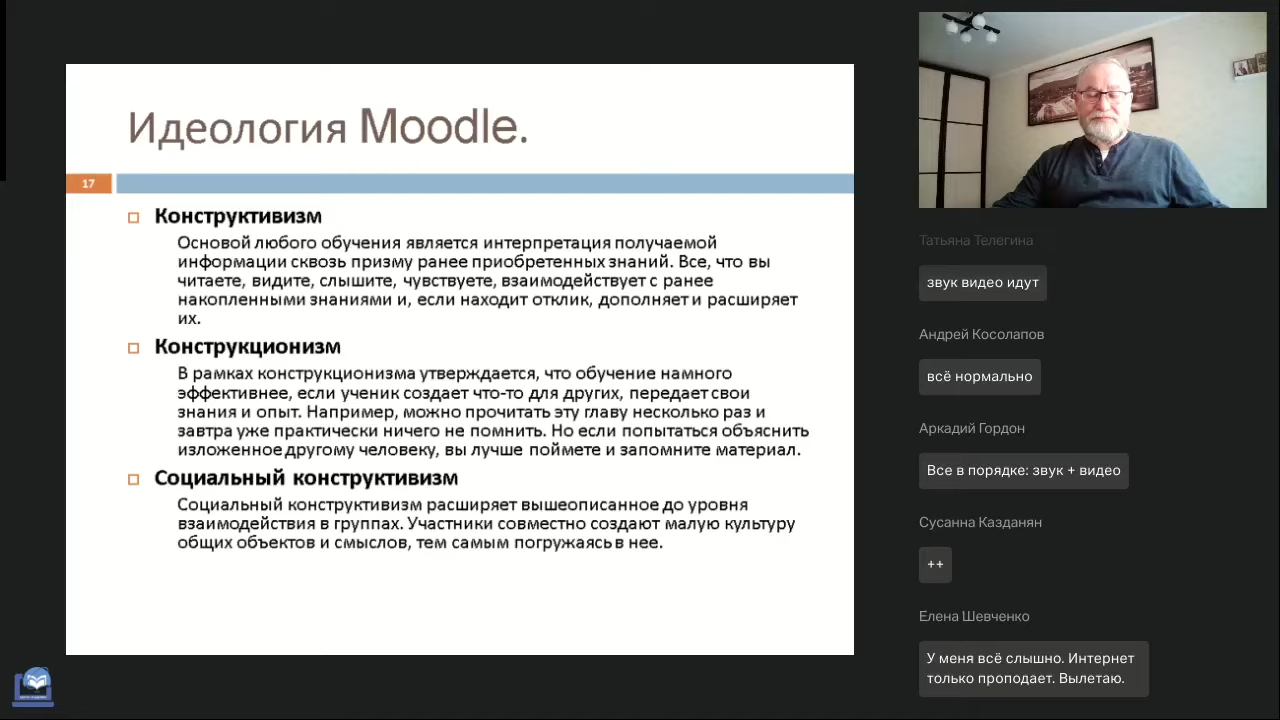 Идеология Moodle.
17
Конструктивизм
Основой любого обучения является интерпретация получаемой
информации сквозь призму ранее приобретенных знаний. Все, что вы
читаете, видите, слышите, чувствуете, взаимодействует с ранее
накопленными знаниями и, если находит отклик, дополняет и расширяет
их.
Конструкционизм
В рамках конструкционизма утверждается, что обучение намного
эффективнее, если ученик создает что-то для других, передает свои
знания и опыт. Например, можно прочитать эту главу несколько раз и
завтра уже практически ничего не помнить. Но если попытаться объяснить
изложенное другому человеку, вы лучше поймете и запомните материал.
Социальный конструктивизм
Социальный конструктивизм расширяет вышеописанное до уровня
взаимодействия в группах. Участники совместно создают малую культуру
общих объектов и смыслов, тем самым погружаясь в нее.
Татьяна Телегина
звук видео идут
Андрей Косолапов
всё нормально
Аркадий Гордон
Все в порядке: звук + видео
Сусанна Казданян
++
Елена Шевченко
У меня всё слышно. Интернет
только проподает. Вылетаю.